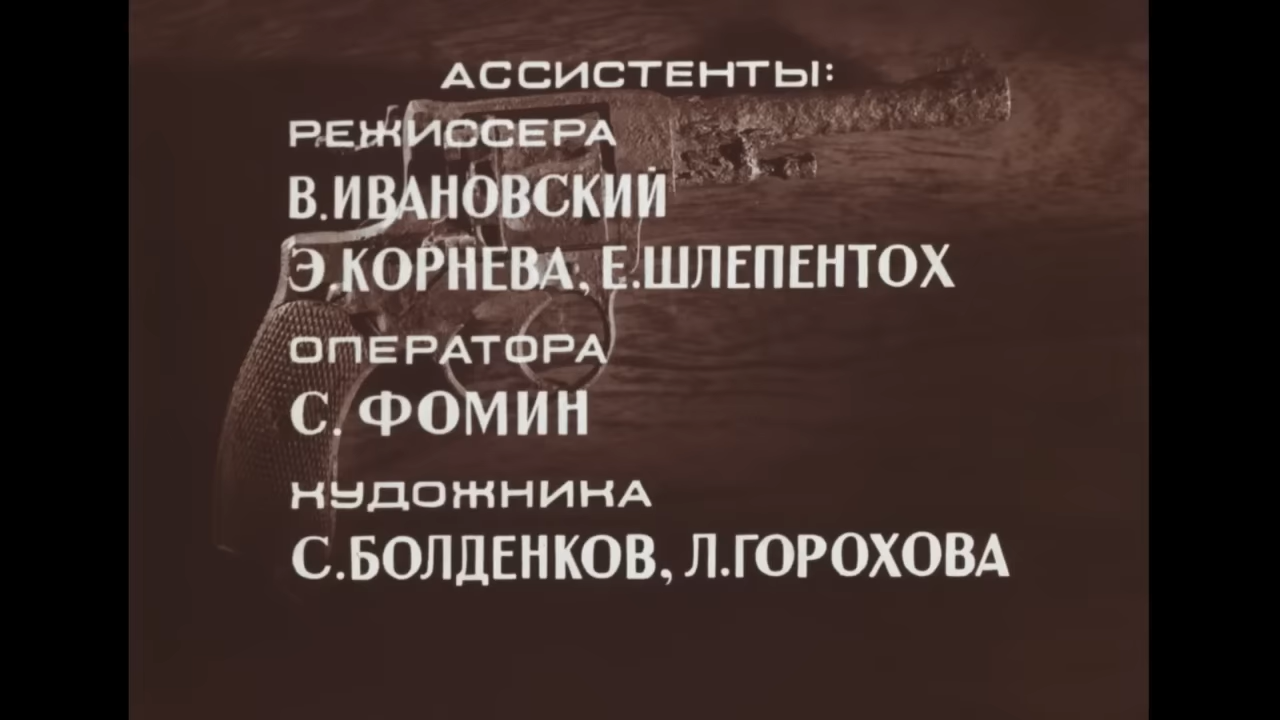 АССИСТЕНТЫ:
РЕЖИССЕРА
В.ИВАНОВСКИЙ
Э.КОРНЕВА, Е.ШЛЕПЕНТОХ
ОПЕРАТОРА
С. ФОМИН
ХУДОЖНИКА
С.БОЛДЕНКОВ, Л.ГОРОХОВА